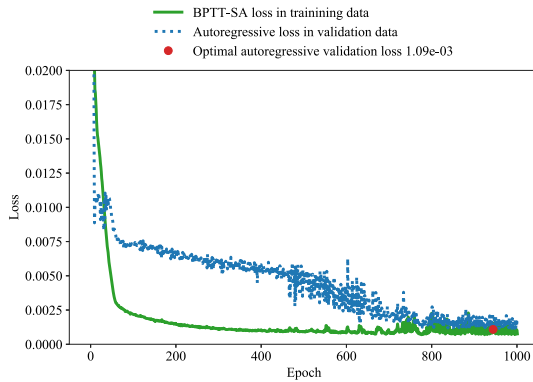 BPTT-SA loss in trainining data
Autoregressive loss in validation data
Optimal autoregressive validation loss 1.09e-03
0.0200
0.0175
0.0150
0.0125
0.0100
0.0075
0.0050
0.0025
0.0000
Loss
0 200 400 600 800 1000
Epoch